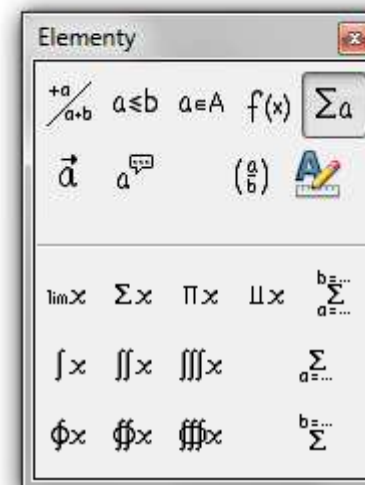 Elementy
+a/a+b a≤b a∈A f(x) Σa
a⃗ a (a/b) A
lim x Σx Πx ∐x b=... Σ a=...
∫x ∬x ∭x Σ a=...
∮x ∯x ∰x b=... Σ